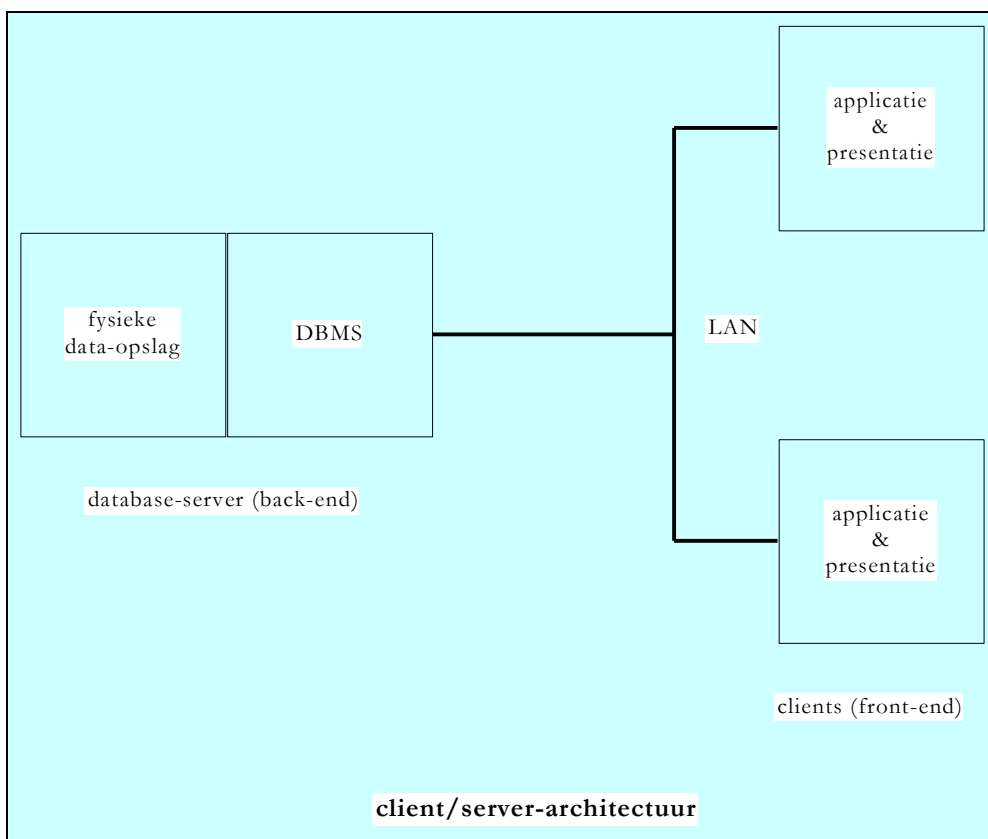 applicatie
&
presentatie
fysieke
data-opslag
DBMS
LAN
database-server (back-end)
applicatie
&
presentatie
clients (front-end)
client/server-architectuur